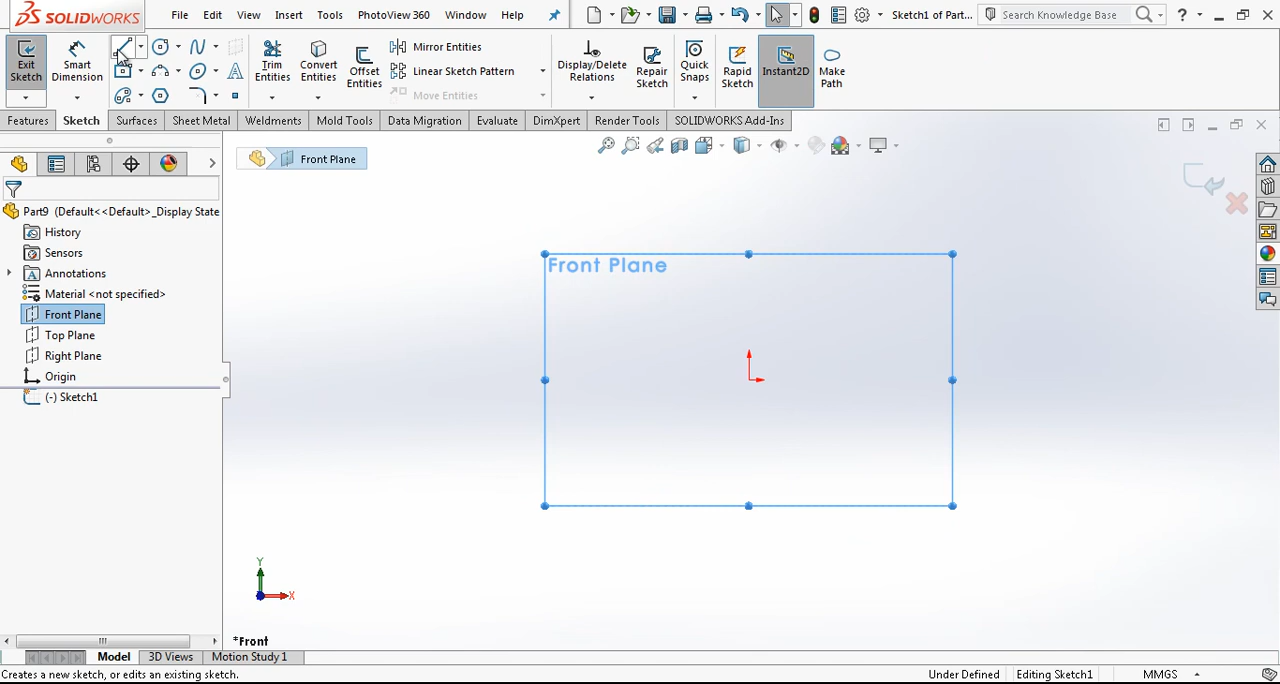 SOLIDWORKS File Edit View Insert Tools PhotoView 360 Window Help Sketch1 of Part... Search Knowledge Base ?
Exit Sketch Smart Dimension Trim Entities Convert Entities Offset Entities Mirror Entities Linear Sketch Pattern Move Entities Display/Delete Relations Repair Sketch Quick Snaps Rapid Sketch Instant2D Make Path
Features Sketch Surfaces Sheet Metal Weldments Mold Tools Data Migration Evaluate DimXpert Render Tools SOLIDWORKS Add-Ins
Front Plane
Part9 (Default<<Default>_Display State
History
Sensors
Annotations
Material <not specified>
Front Plane
Top Plane
Right Plane
Origin
(-) Sketch1
Front Plane
Y
X
*Front
Model 3D Views Motion Study 1
Creates a new sketch, or edits an existing sketch. Under Defined Editing Sketch1 MMGS